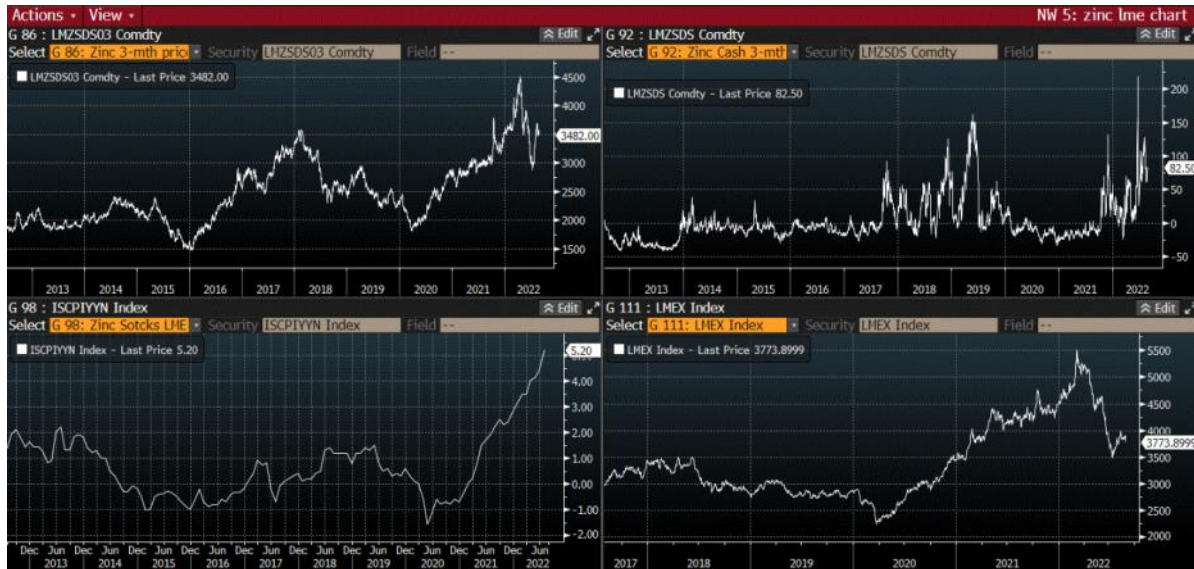 Actions View NW 5: zinc lme chart
G 86 : LMZSDS03 Comdty Edit
Select G 86: Zinc 3-mth pric Security LMZSDS03 Comdty Field --
LMZSDS03 Comdty - Last Price 3482.00
4500
4000
3482.00
3000
2500
2000
1500
2013 2014 2015 2016 2017 2018 2019 2020 2021 2022
G 92 : LMZSDS Comdty Edit
Select G 92: Zinc Cash 3-mth Security LMZSDS Comdty Field --
LMZSDS Comdty - Last Price 82.50
200
150
100
82.50
50
0
-50
2013 2014 2015 2016 2017 2018 2019 2020 2021 2022
G 98 : ISCPIYYN Index Edit
Select G 98: Zinc Sotcks LME Security ISCPIYYN Index Field --
ISCPIYYN Index - Last Price 5.20
5.20
4.00
3.00
2.00
1.00
0.00
-1.00
-2.00
Dec Jun Dec Jun Dec Jun Dec Jun Dec Jun Dec Jun Dec Jun Dec Jun Dec Jun Dec Jun
2013 2014 2015 2016 2017 2018 2019 2020 2021 2022
G 111 : LMEX Index Edit
Select G 111: LMEX Index Security LMEX Index Field --
LMEX Index - Last Price 3773.8999
5500
5000
4500
4000
3773.8999
3500
3000
2500
2000
2017 2018 2019 2020 2021 2022